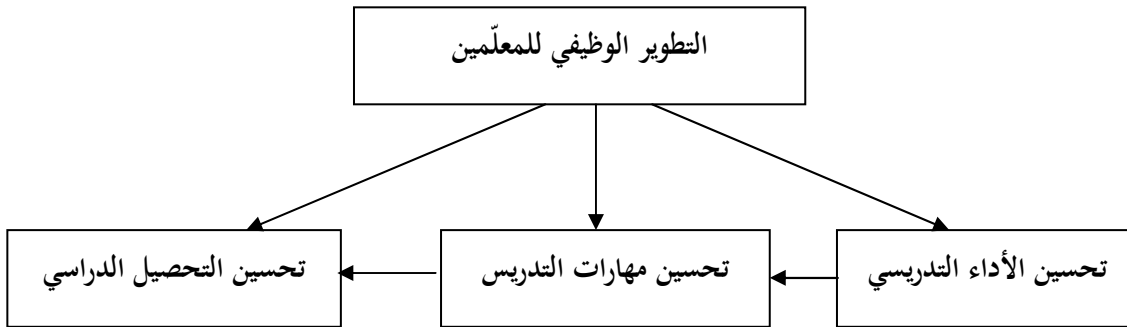 التطوير الوظيفي للمعلّمين
تحسين الأداء التدريسي
تحسين مهارات التدريس
تحسين التحصيل الدراسي